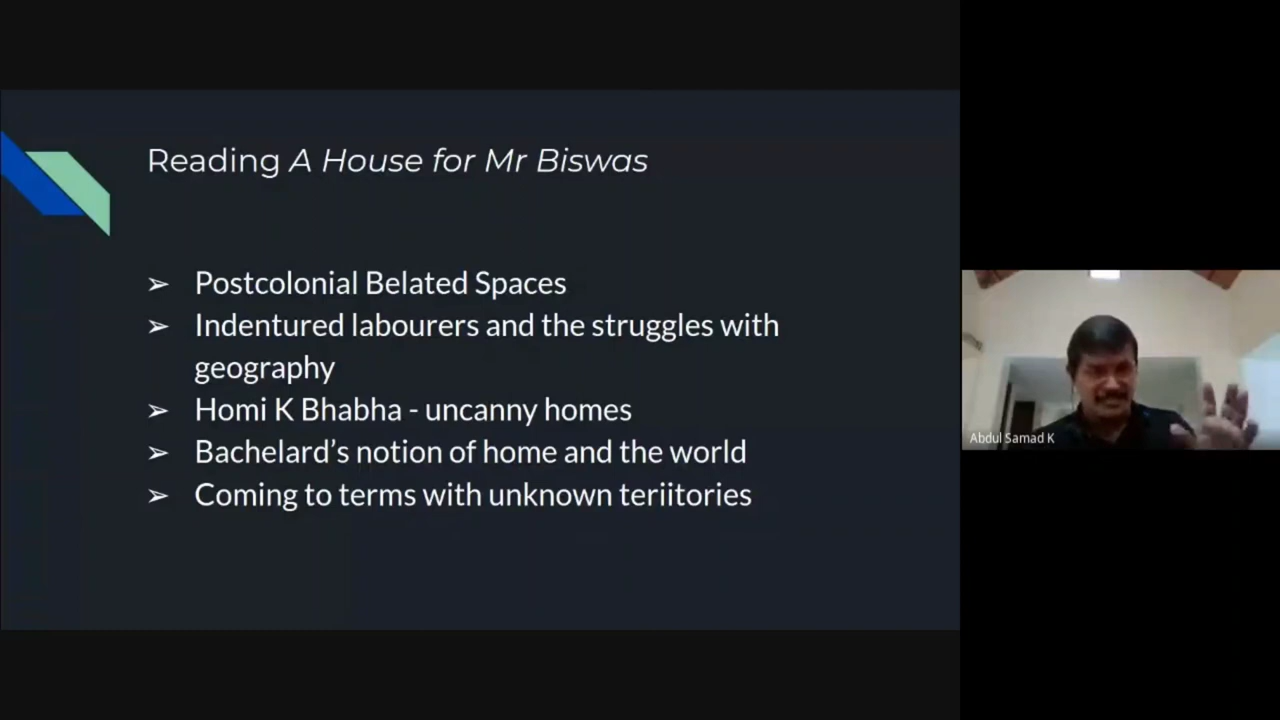 Reading A House for Mr Biswas
➢ Postcolonial Belated Spaces
➢ Indentured labourers and the struggles with
geography
➢ Homi K Bhabha - uncanny homes
➢ Bachelard’s notion of home and the world
➢ Coming to terms with unknown teriitories
Abdul Samad K